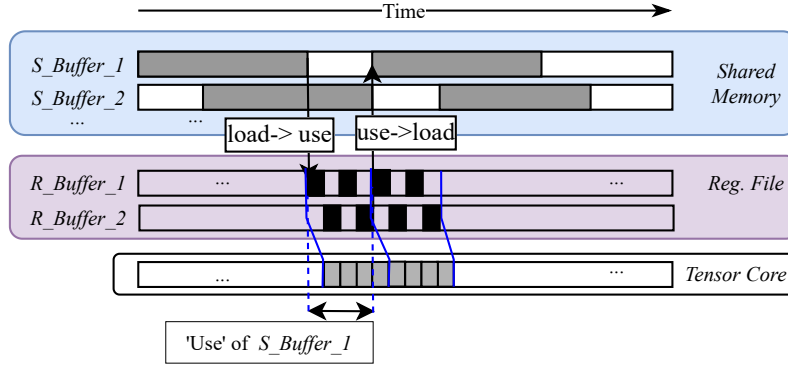 Time
S_Buffer_1
S_Buffer_2
... ...
Shared
Memory
load-> use
use->load
R_Buffer_1
... ...
R_Buffer_2
Reg. File
... ...
Tensor Core
'Use' of S_Buffer_1